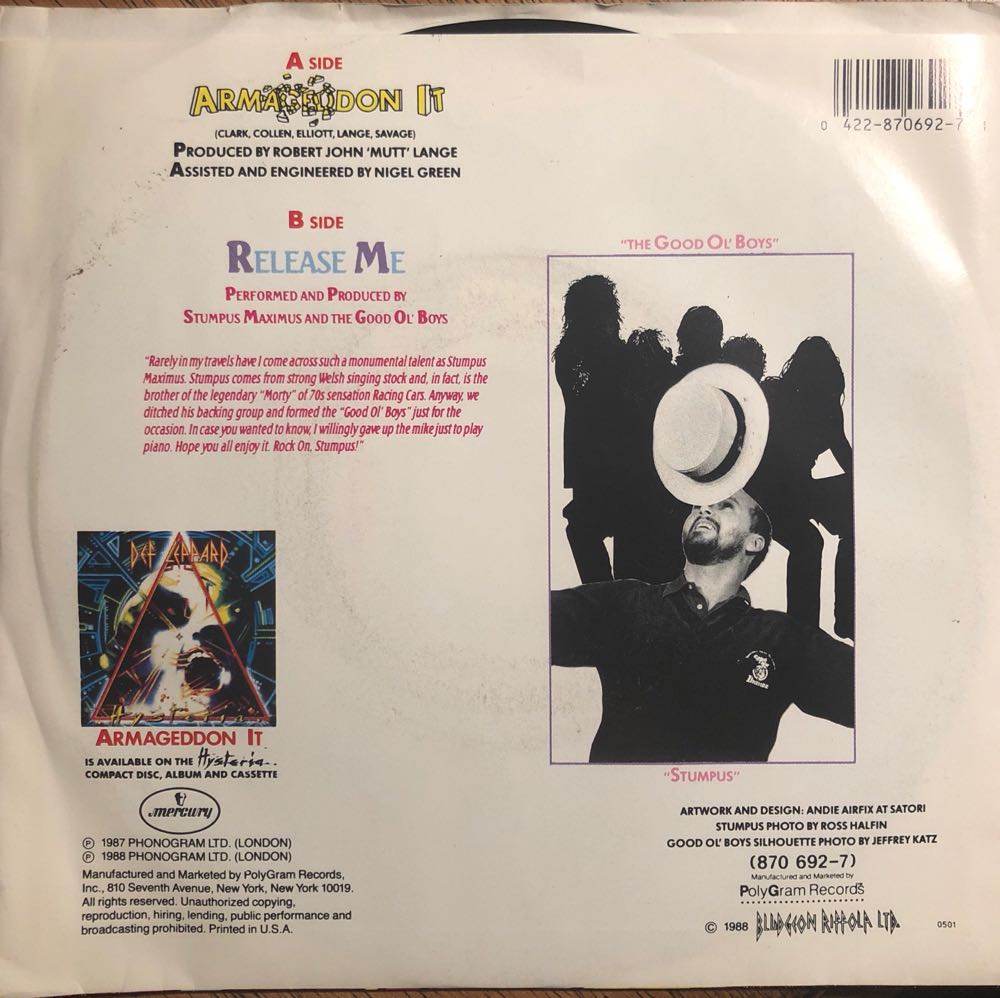 A SIDE
ARMAGEDDON IT
(CLARK, COLLEN, ELLIOTT, LANGE, SAVAGE)
PRODUCED BY ROBERT JOHN 'MUTT' LANGE
ASSISTED AND ENGINEERED BY NIGEL GREEN
B SIDE
RELEASE ME
PERFORMED AND PRODUCED BY
STUMPUS MAXIMUS AND THE GOOD OL' BOYS
"Rarely in my travels have I come across such a monumental talent as Stumpus
Maximus. Stumpus comes from strong Welsh singing stock and, in fact, is the
brother of the legendary "Morty" of 70s sensation Racing Cars. Anyway, we
ditched his backing group and formed the "Good Ol' Boys" just for the
occasion. In case you wanted to know, I willingly gave up the mike just to play
piano. Hope you all enjoy it. Rock On, Stumpus!"
0 422-870692-7
"THE GOOD OL' BOYS"
"STUMPUS"
DEF LEPPARD
Hysteria
ARMAGEDDON IT
IS AVAILABLE ON THE Hysteria
COMPACT DISC, ALBUM AND CASSETTE
mercury
℗ 1987 PHONOGRAM LTD. (LONDON)
℗ 1988 PHONOGRAM LTD. (LONDON)
Manufactured and Marketed by PolyGram Records,
Inc., 810 Seventh Avenue, New York, New York 10019.
All rights reserved. Unauthorized copying,
reproduction, hiring, lending, public performance and
broadcasting prohibited. Printed in U.S.A.
ARTWORK AND DESIGN: ANDIE AIRFIX AT SATORI
STUMPUS PHOTO BY ROSS HALFIN
GOOD OL' BOYS SILHOUETTE PHOTO BY JEFFREY KATZ
(870 692-7)
Manufactured and Marketed by
PolyGram Records
© 1988 BLUDGEON RIFFOLA LTD.
0501